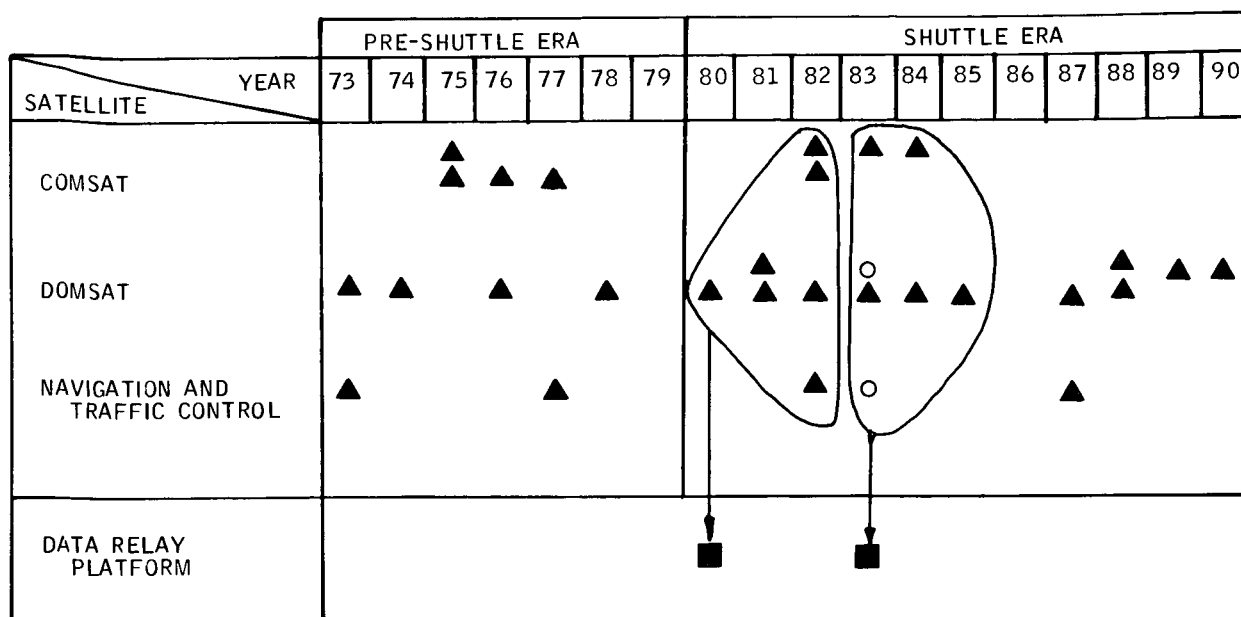 PRE-SHUTTLE ERA SHUTTLE ERA
YEAR 73 74 75 76 77 78 79 80 81 82 83 84 85 86 87 88 89 90
SATELLITE
COMSAT
DOMSAT
NAVIGATION AND
TRAFFIC CONTROL
DATA RELAY
PLATFORM